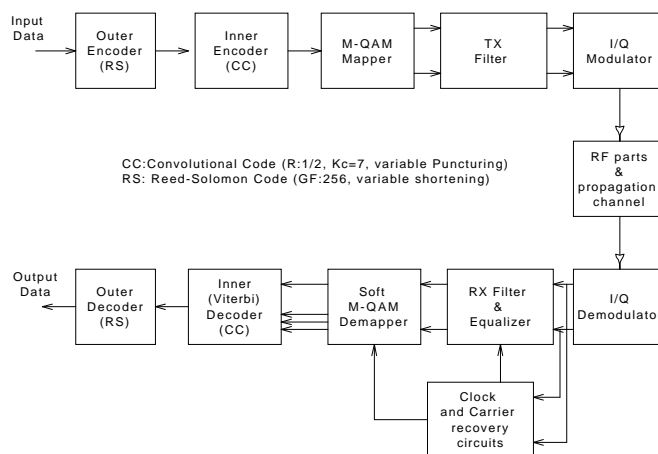 Input
Data
Outer
Encoder
(RS)
Inner
Encoder
(CC)
M-QAM
Mapper
TX
Filter
I/Q
Modulator
CC:Convolutional Code (R:1/2, Kc=7, variable Puncturing)
RS: Reed-Solomon Code (GF:256, variable shortening)
RF parts
&
propagation
channel
Output
Data
Outer
Decoder
(RS)
Inner
(Viterbi)
Decoder
(CC)
Soft
M-QAM
Demapper
RX Filter
&
Equalizer
I/Q
Demodulator
Clock
and Carrier
recovery
circuits